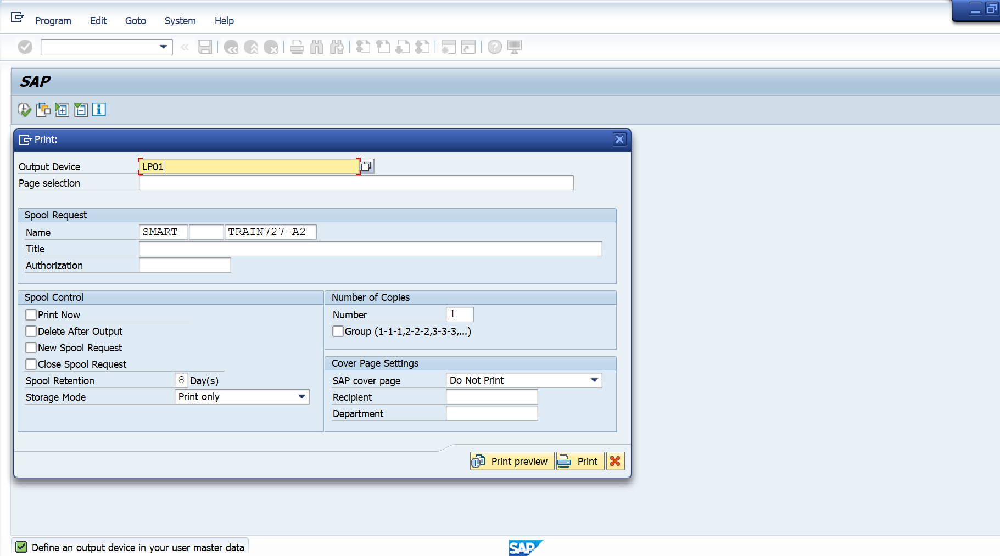 Program Edit Goto System Help
SAP
Print:
Output Device LP01
Page selection
Spool Request
Name SMART TRAIN727-A2
Title
Authorization
Spool Control
Print Now
Delete After Output
New Spool Request
Close Spool Request
Spool Retention 8 Day(s)
Storage Mode Print only
Number of Copies
Number 1
Group (1-1-1,2-2-2,3-3-3,...)
Cover Page Settings
SAP cover page Do Not Print
Recipient
Department
Print preview Print
Define an output device in your user master data
SAP